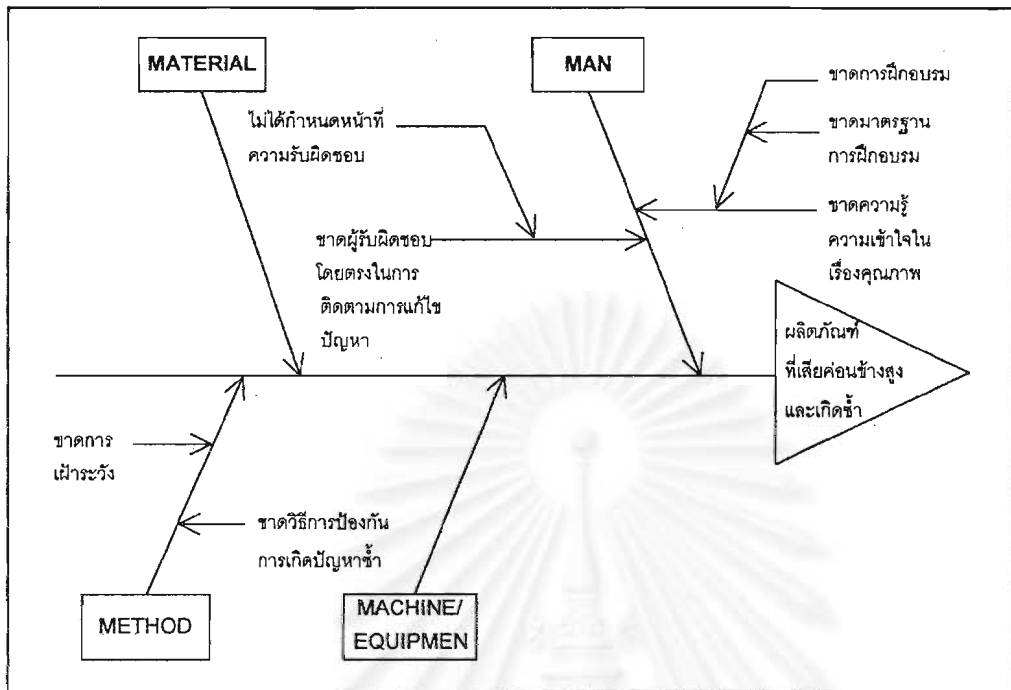 MATERIAL
MAN
ขาดการฝึกอบรม
ขาดมาตรฐาน
การฝึกอบรม
ไม่ได้กำหนดหน้าที่
ความรับผิดชอบ
ขาดความรู้
ความเข้าใจใน
เรื่องคุณภาพ
ขาดผู้รับผิดชอบ
โดยตรงในการ
ติดตามการแก้ไข
ปัญหา
ผลิตภัณฑ์
ที่เสียค่อนข้างสูง
และเกิดซ้ำ
ขาดการ
เฝ้าระวัง
ขาดวิธีการป้องกัน
การเกิดปัญหาซ้ำ
METHOD
MACHINE/
EQUIPMEN